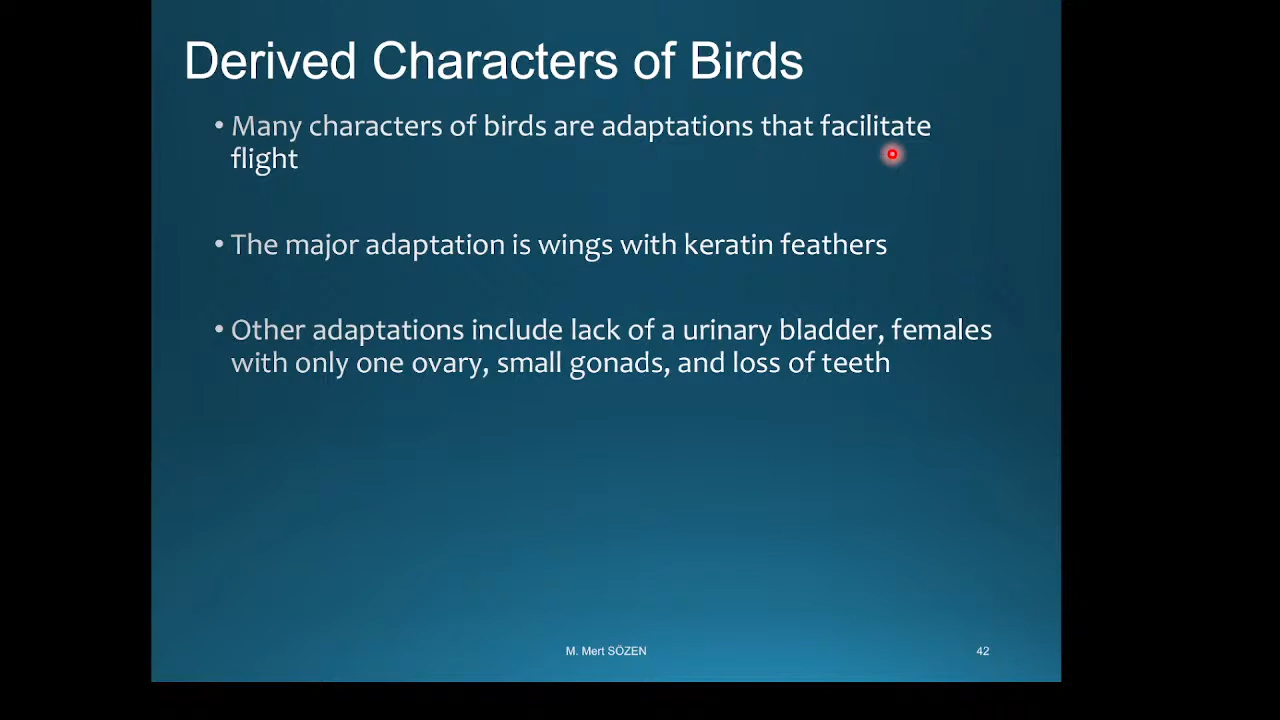 Derived Characters of Birds
• Many characters of birds are adaptations that facilitate
flight
• The major adaptation is wings with keratin feathers
• Other adaptations include lack of a urinary bladder, females
with only one ovary, small gonads, and loss of teeth
M. Mert SÖZEN
42